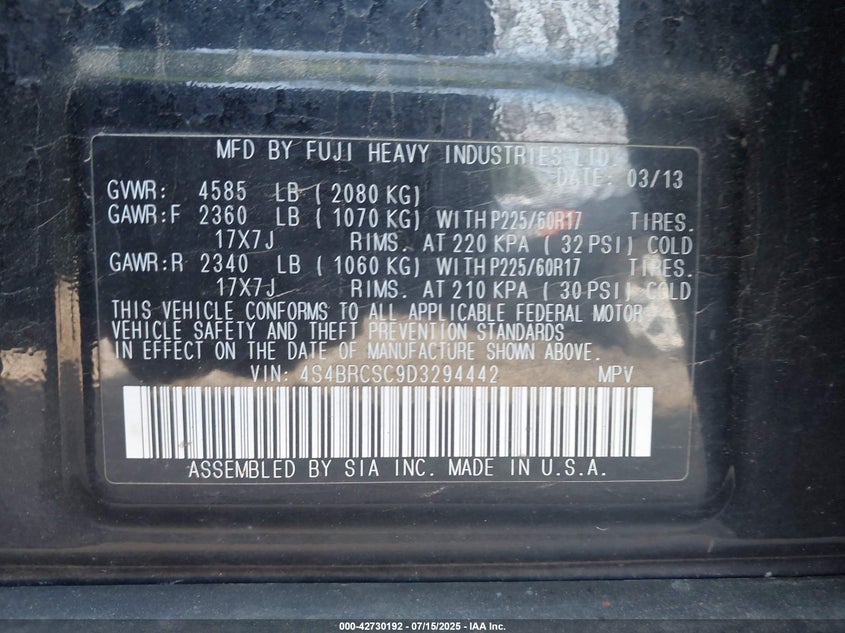 MFD BY FUJI HEAVY INDUSTRIES LTD.
DATE: 03/13
GVWR: 4585 LB ( 2080 KG)
GAWR:F 2360 LB ( 1070 KG) WITH P225/60R17 TIRES.
17X7J RIMS. AT 220 KPA ( 32 PSI) COLD
GAWR:R 2340 LB ( 1060 KG) WITH P225/60R17 TIRES.
17X7J RIMS. AT 210 KPA ( 30 PSI) COLD
THIS VEHICLE CONFORMS TO ALL APPLICABLE FEDERAL MOTOR
VEHICLE SAFETY AND THEFT PREVENTION STANDARDS
IN EFFECT ON THE DATE OF MANUFACTURE SHOWN ABOVE.
VIN: 4S4BRCSC9D3294442 MPV
ASSEMBLED BY SIA INC. MADE IN U.S.A.
000-42730192 - 07/15/2025 - IAA Inc.